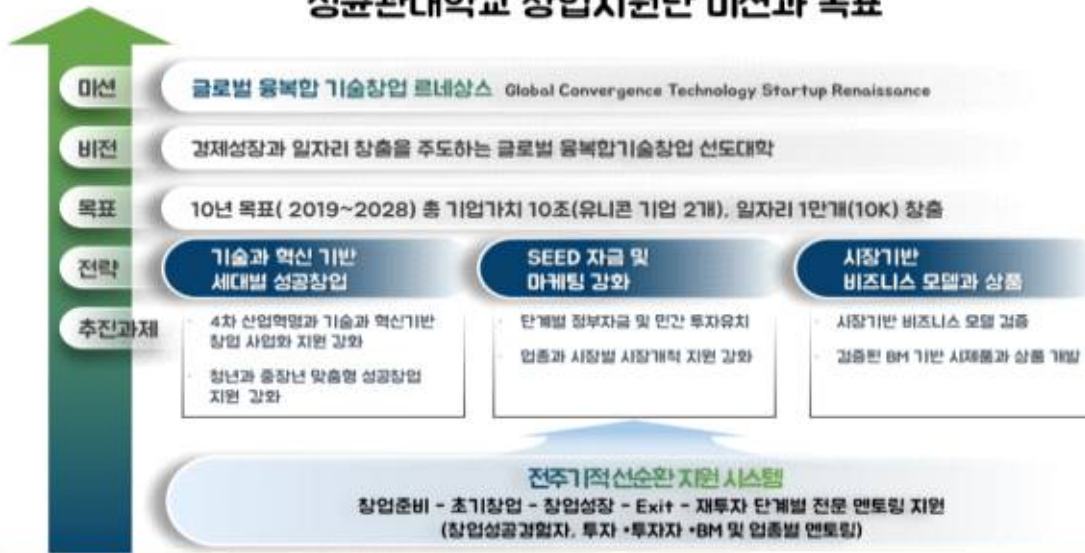 성균관대학교 창업지원단 미션과 목표
미션
글로벌 융복합 기술창업 르네상스 Global Convergence Technology Startup Renaissance
비전
경제성장과 일자리 창출을 주도하는 글로벌 융복합기술창업 선도대학
목표
10년 목표( 2019~2028) 총 기업가치 10조(유니콘 기업 2개), 일자리 1만개(10K) 창출
전략
기술과 혁신 기반
세대별 성공창업
SEED 자금 및
마케팅 강화
시장기반
비즈니스 모델과 상품
추진과제
· 4차 산업혁명과 기술과 혁신기반
창업 사업화 지원 강화
· 청년과 중장년 맞춤형 성공창업
지원 강화
· 단계별 정부자금 및 민간 투자유치
· 업종과 시장별 시장개척 지원 강화
· 시장기반 비즈니스 모델 검증
· 검증된 BM 기반 시제품과 상품 개발
전주기적 선순환 지원 시스템
창업준비 - 초기창업 - 창업성장 - Exit - 재투자 단계별 전문 멘토링 지원
(창업성공경험자, 투자 •투자자 •BM 및 업종별 멘토링)